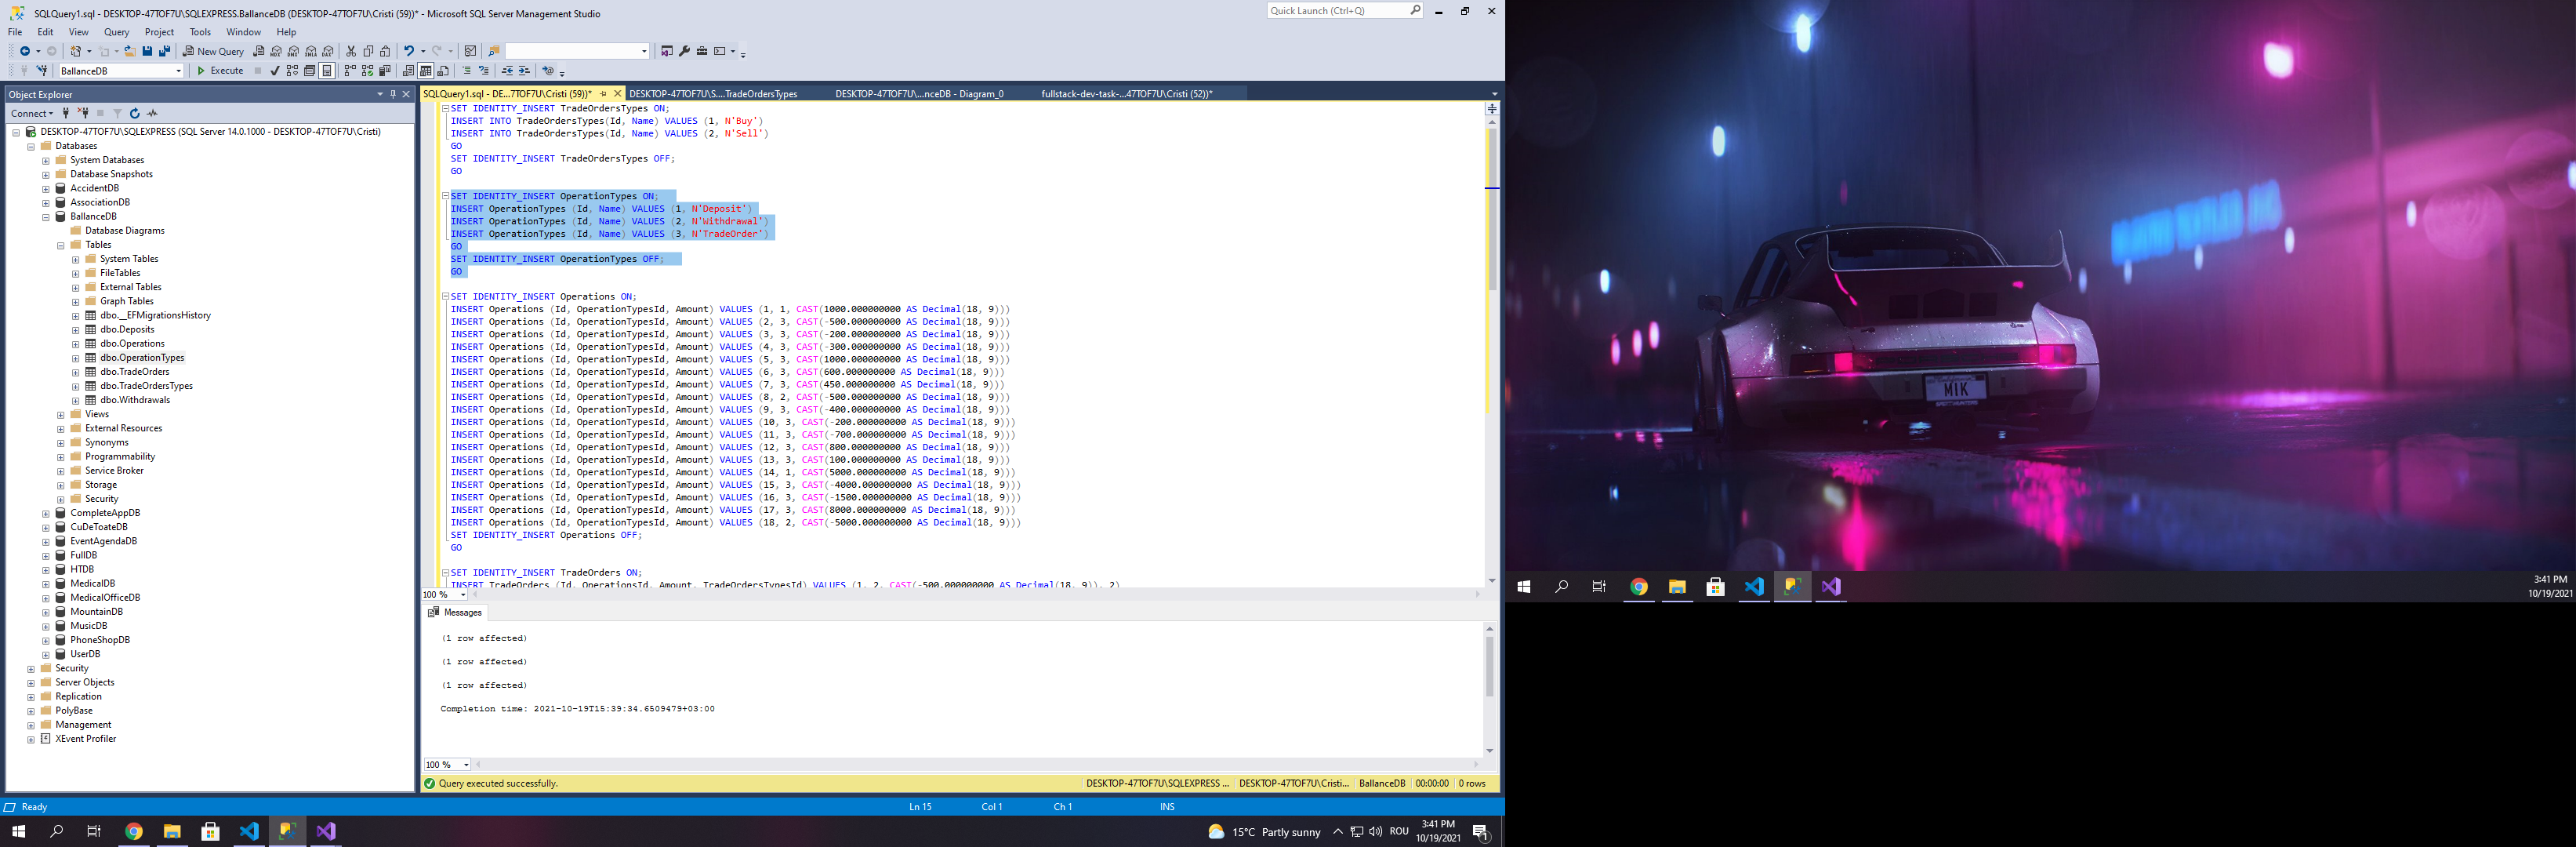 SQLQuery1.sql - DESKTOP-47TOF7U\SQLEXPRESS.BallanceDB (DESKTOP-47TOF7U\Cristi (59))* - Microsoft SQL Server Management Studio
Quick Launch (Ctrl+Q)
File Edit View Query Project Tools Window Help
New Query
BallanceDB
Execute
Object Explorer
Connect
DESKTOP-47TOF7U\SQLEXPRESS (SQL Server 14.0.1000 - DESKTOP-47TOF7U\Cristi)
Databases
System Databases
Database Snapshots
AccidentDB
AssociationDB
BallanceDB
Database Diagrams
Tables
System Tables
FileTables
External Tables
Graph Tables
dbo.__EFMigrationsHistory
dbo.Deposits
dbo.Operations
dbo.OperationTypes
dbo.TradeOrders
dbo.TradeOrdersTypes
dbo.Withdrawals
Views
External Resources
Synonyms
Programmability
Service Broker
Storage
Security
CompleteAppDB
CuDeToateDB
EventAgendaDB
FullDB
HTDB
MedicalDB
MedicalOfficeDB
MountainDB
MusicDB
PhoneShopDB
UserDB
Security
Server Objects
Replication
PolyBase
Management
XEvent Profiler
SQLQuery1.sql - DE...7TOF7U\Cristi (59))* DESKTOP-47TOF7U\S....TradeOrdersTypes DESKTOP-47TOF7U\...nceDB - Diagram_0 fullstack-dev-task-...47TOF7U\Cristi (52))*
SET IDENTITY_INSERT TradeOrdersTypes ON;
INSERT INTO TradeOrdersTypes(Id, Name) VALUES (1, N'Buy')
INSERT INTO TradeOrdersTypes(Id, Name) VALUES (2, N'Sell')
GO
SET IDENTITY_INSERT TradeOrdersTypes OFF;
GO
SET IDENTITY_INSERT OperationTypes ON;
INSERT OperationTypes (Id, Name) VALUES (1, N'Deposit')
INSERT OperationTypes (Id, Name) VALUES (2, N'Withdrawal')
INSERT OperationTypes (Id, Name) VALUES (3, N'TradeOrder')
GO
SET IDENTITY_INSERT OperationTypes OFF;
GO
SET IDENTITY_INSERT Operations ON;
INSERT Operations (Id, OperationTypesId, Amount) VALUES (1, 1, CAST(1000.000000000 AS Decimal(18, 9)))
INSERT Operations (Id, OperationTypesId, Amount) VALUES (2, 3, CAST(-500.000000000 AS Decimal(18, 9)))
INSERT Operations (Id, OperationTypesId, Amount) VALUES (3, 3, CAST(-200.000000000 AS Decimal(18, 9)))
INSERT Operations (Id, OperationTypesId, Amount) VALUES (4, 3, CAST(-300.000000000 AS Decimal(18, 9)))
INSERT Operations (Id, OperationTypesId, Amount) VALUES (5, 3, CAST(1000.000000000 AS Decimal(18, 9)))
INSERT Operations (Id, OperationTypesId, Amount) VALUES (6, 3, CAST(600.000000000 AS Decimal(18, 9)))
INSERT Operations (Id, OperationTypesId, Amount) VALUES (7, 3, CAST(450.000000000 AS Decimal(18, 9)))
INSERT Operations (Id, OperationTypesId, Amount) VALUES (8, 2, CAST(-500.000000000 AS Decimal(18, 9)))
INSERT Operations (Id, OperationTypesId, Amount) VALUES (9, 3, CAST(-400.000000000 AS Decimal(18, 9)))
INSERT Operations (Id, OperationTypesId, Amount) VALUES (10, 3, CAST(-200.000000000 AS Decimal(18, 9)))
INSERT Operations (Id, OperationTypesId, Amount) VALUES (11, 3, CAST(-700.000000000 AS Decimal(18, 9)))
INSERT Operations (Id, OperationTypesId, Amount) VALUES (12, 3, CAST(800.000000000 AS Decimal(18, 9)))
INSERT Operations (Id, OperationTypesId, Amount) VALUES (13, 3, CAST(100.000000000 AS Decimal(18, 9)))
INSERT Operations (Id, OperationTypesId, Amount) VALUES (14, 1, CAST(5000.000000000 AS Decimal(18, 9)))
INSERT Operations (Id, OperationTypesId, Amount) VALUES (15, 3, CAST(-4000.000000000 AS Decimal(18, 9)))
INSERT Operations (Id, OperationTypesId, Amount) VALUES (16, 3, CAST(-1500.000000000 AS Decimal(18, 9)))
INSERT Operations (Id, OperationTypesId, Amount) VALUES (17, 3, CAST(8000.000000000 AS Decimal(18, 9)))
INSERT Operations (Id, OperationTypesId, Amount) VALUES (18, 2, CAST(-5000.000000000 AS Decimal(18, 9)))
SET IDENTITY_INSERT Operations OFF;
GO
SET IDENTITY_INSERT TradeOrders ON;
INSERT TradeOrders (Id, OperationsId, Amount, TradeOrdersTypesId) VALUES (1, 2, CAST(-500.000000000 AS Decimal(18, 9)), 2)
100 %
Messages
(1 row affected)
(1 row affected)
(1 row affected)
Completion time: 2021-10-19T15:39:34.6509479+03:00
100 %
Query executed successfully. DESKTOP-47TOF7U\SQLEXPRESS ... DESKTOP-47TOF7U\Cristi... BallanceDB 00:00:00 0 rows
Ready Ln 15 Col 1 Ch 1 INS
15°C Partly sunny ROU 3:41 PM
10/19/2021
1
MIK
3:41 PM
10/19/2021